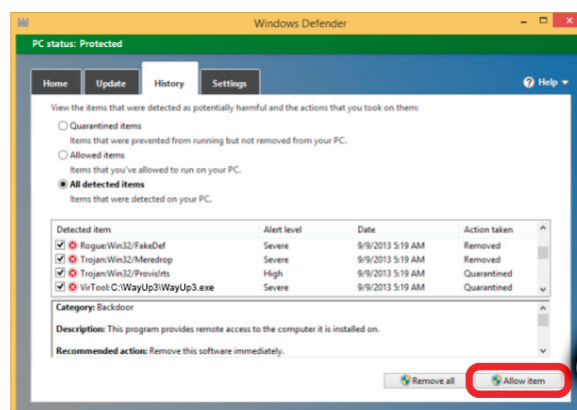 Windows Defender
PC status: Protected
Home Update History Settings Help
View the items that were detected as potentially harmful and the actions that you took on them:
Quarantined items
Items that were prevented from running but not removed from your PC.
Allowed items
Items that you've allowed to run on your PC.
All detected items
Items that were detected on your PC.
Detected item Alert level Date Action taken
Rogue:Win32/FakeDef Severe 9/9/2013 5:19 AM Removed
Trojan:Win32/Meredrop Severe 9/9/2013 5:19 AM Removed
Trojan:Win32/Provis!rts High 9/9/2013 5:19 AM Quarantined
VirTool:C:\WayUp3\WayUp3.exe Severe 9/9/2013 5:19 AM Quarantined
Category: Backdoor
Description: This program provides remote access to the computer it is installed on.
Recommended action: Remove this software immediately.
Remove all Allow item